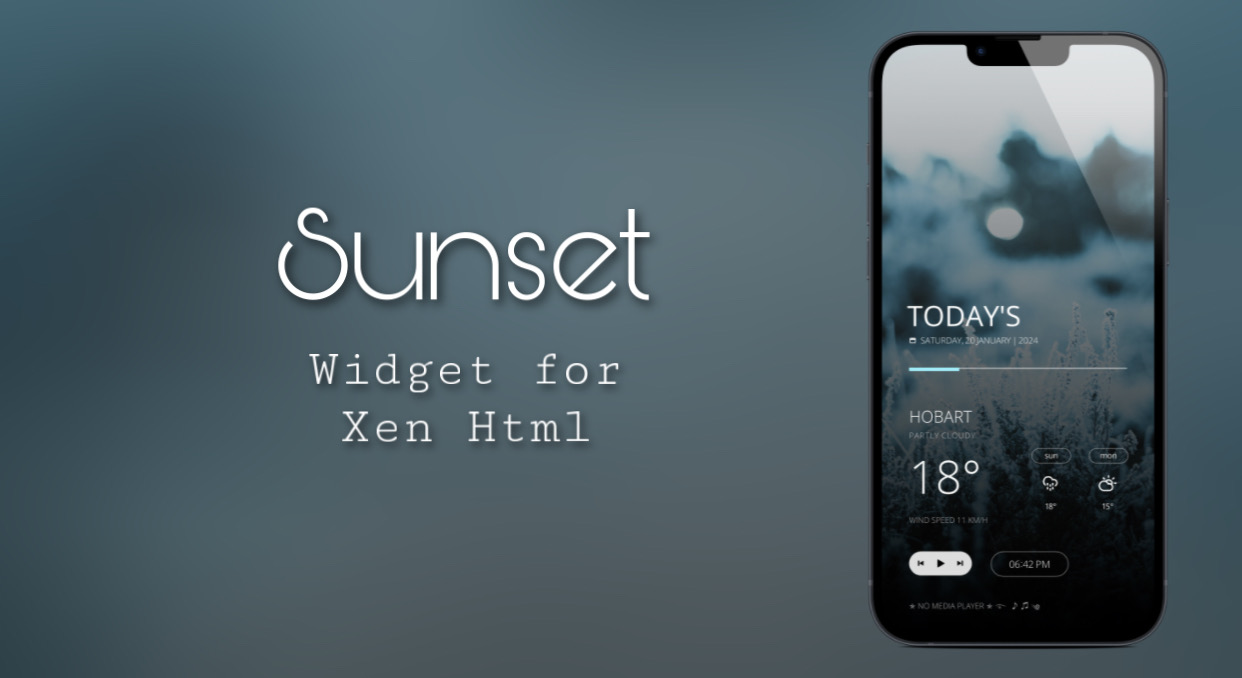 Sunset
Widget for
Xen Html
TODAY'S
SATURDAY, 20 JANUARY | 2024
HOBART
PARTLY CLOUDY
18°
sun
mon
18°
15°
WIND SPEED 11 KM/H
06:42 PM
★ NO MEDIA PLAYER ★